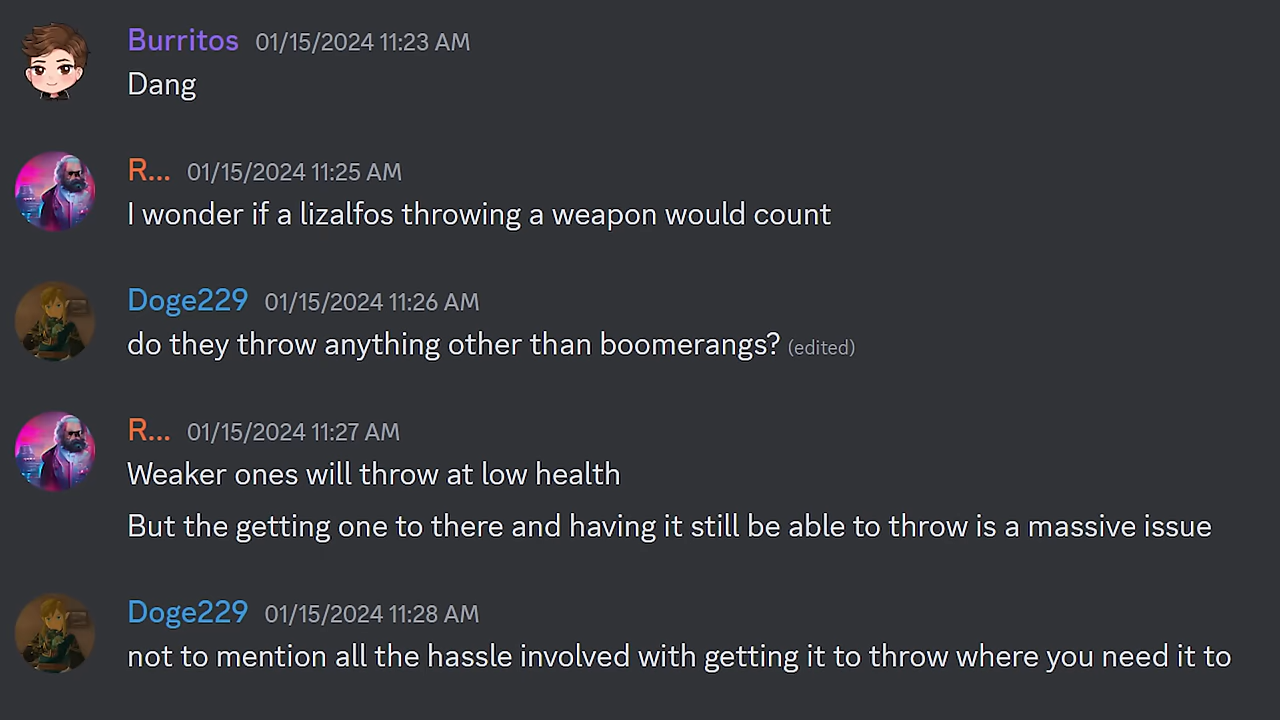 Burritos 01/15/2024 11:23 AM
Dang
R... 01/15/2024 11:25 AM
I wonder if a lizalfos throwing a weapon would count
Doge229 01/15/2024 11:26 AM
do they throw anything other than boomerangs? (edited)
R... 01/15/2024 11:27 AM
Weaker ones will throw at low health
But the getting one to there and having it still be able to throw is a massive issue
Doge229 01/15/2024 11:28 AM
not to mention all the hassle involved with getting it to throw where you need it to